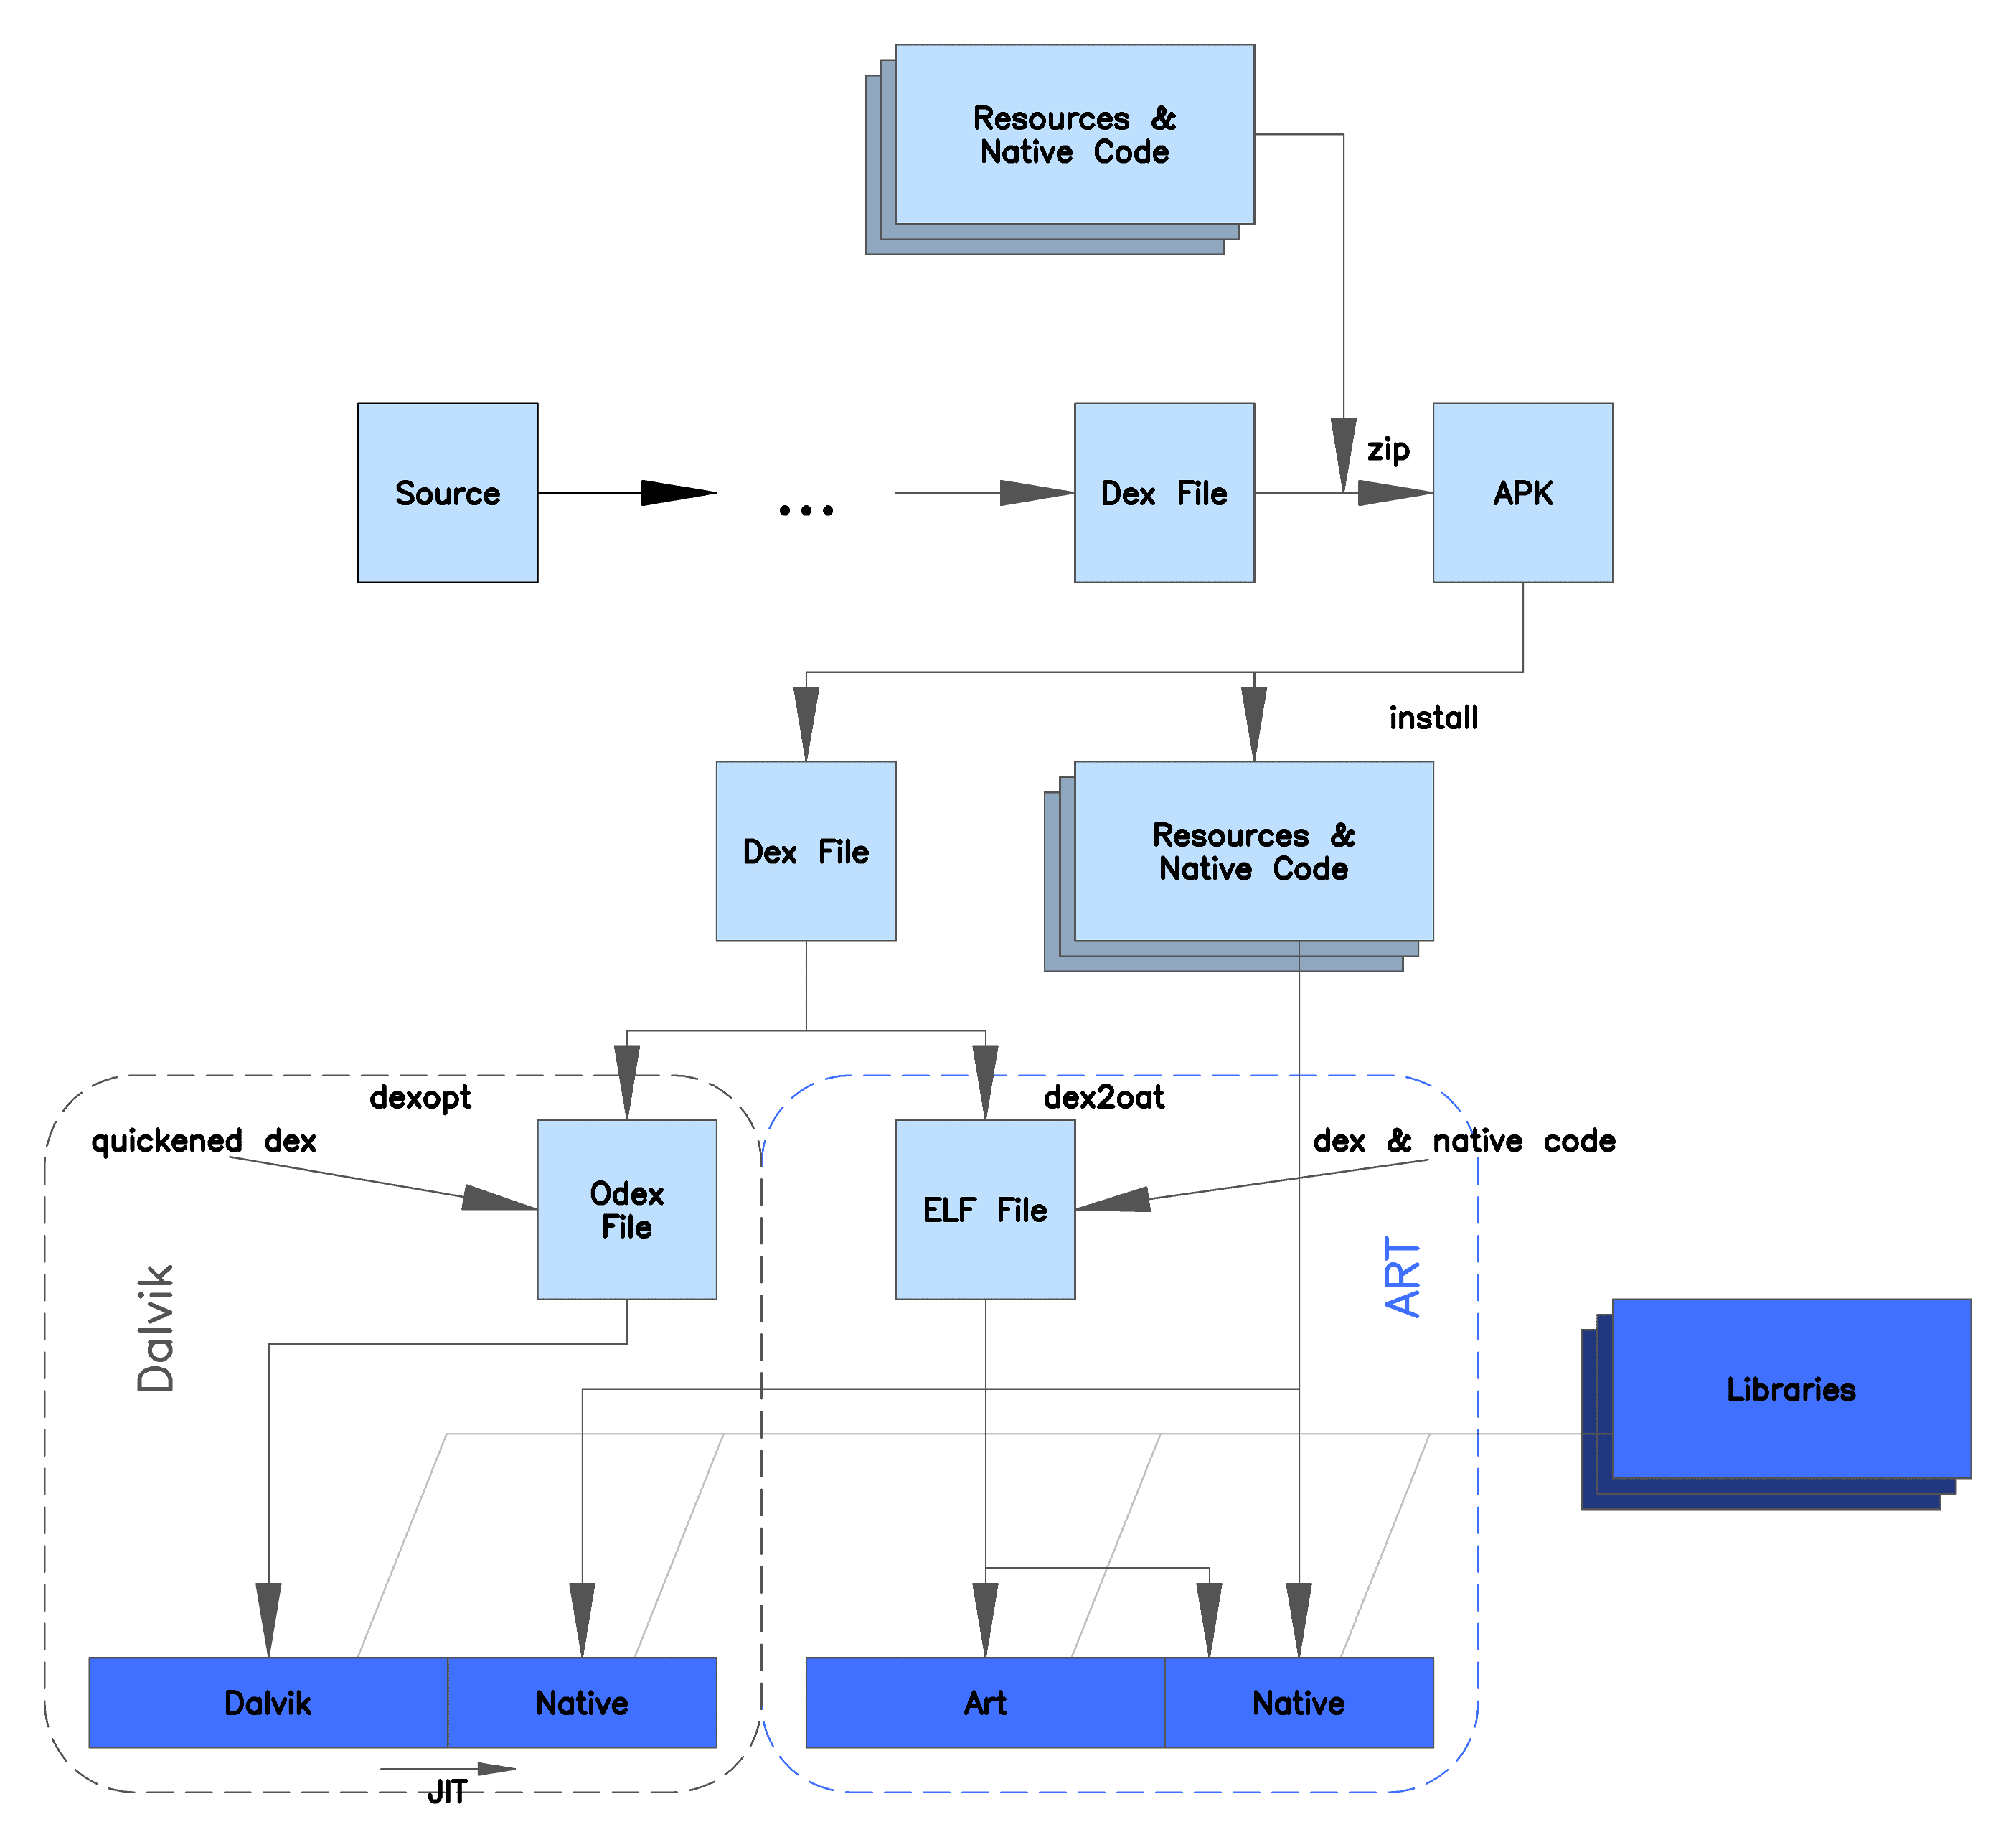 Resources &
Native Code
zip
Source
...
Dex File
APK
install
Dex File
Resources &
Native Code
dexopt
dex2oat
quickened dex
dex & native code
Odex
File
ELF File
Dalvik
ART
Libraries
Dalvik
Native
Art
Native
JIT